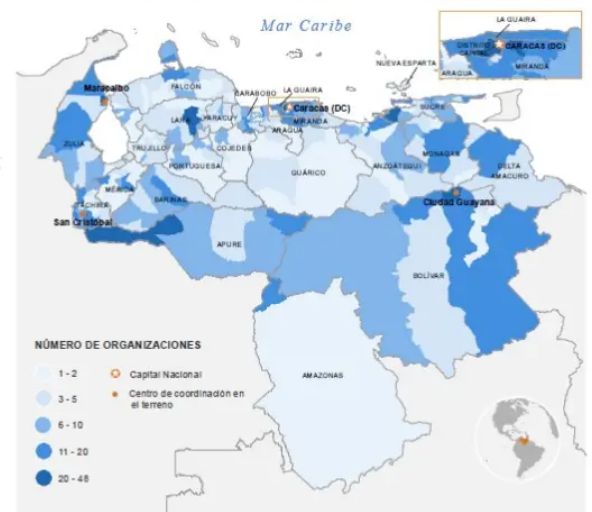 Mar Caribe
LA GUAIRA
DISTRITO
CAPITAL
CARACAS (DC)
MIRANDA
ARAGUA
NUEVA ESPARTA
Maracaibo
FALCÓN
CARABOBO
LA GUAIRA
Caracas (DC)
SUCRE
LARA
YARACUY
MIRANDA
ARAGUA
ZULIA
TRUJILLO
COJEDES
MONAGAS
PORTUGUESA
GUÁRICO
ANZOÁTEGUI
DELTA
AMACURO
MÉRIDA
BARINAS
TÁCHIRA
Ciudad Guayana
San Cristóbal
APURE
BOLÍVAR
AMAZONAS
NÚMERO DE ORGANIZACIONES
1 - 2
Capital Nacional
3 - 5
Centro de coordinación en
el terreno
6 - 10
11 - 20
20 - 48